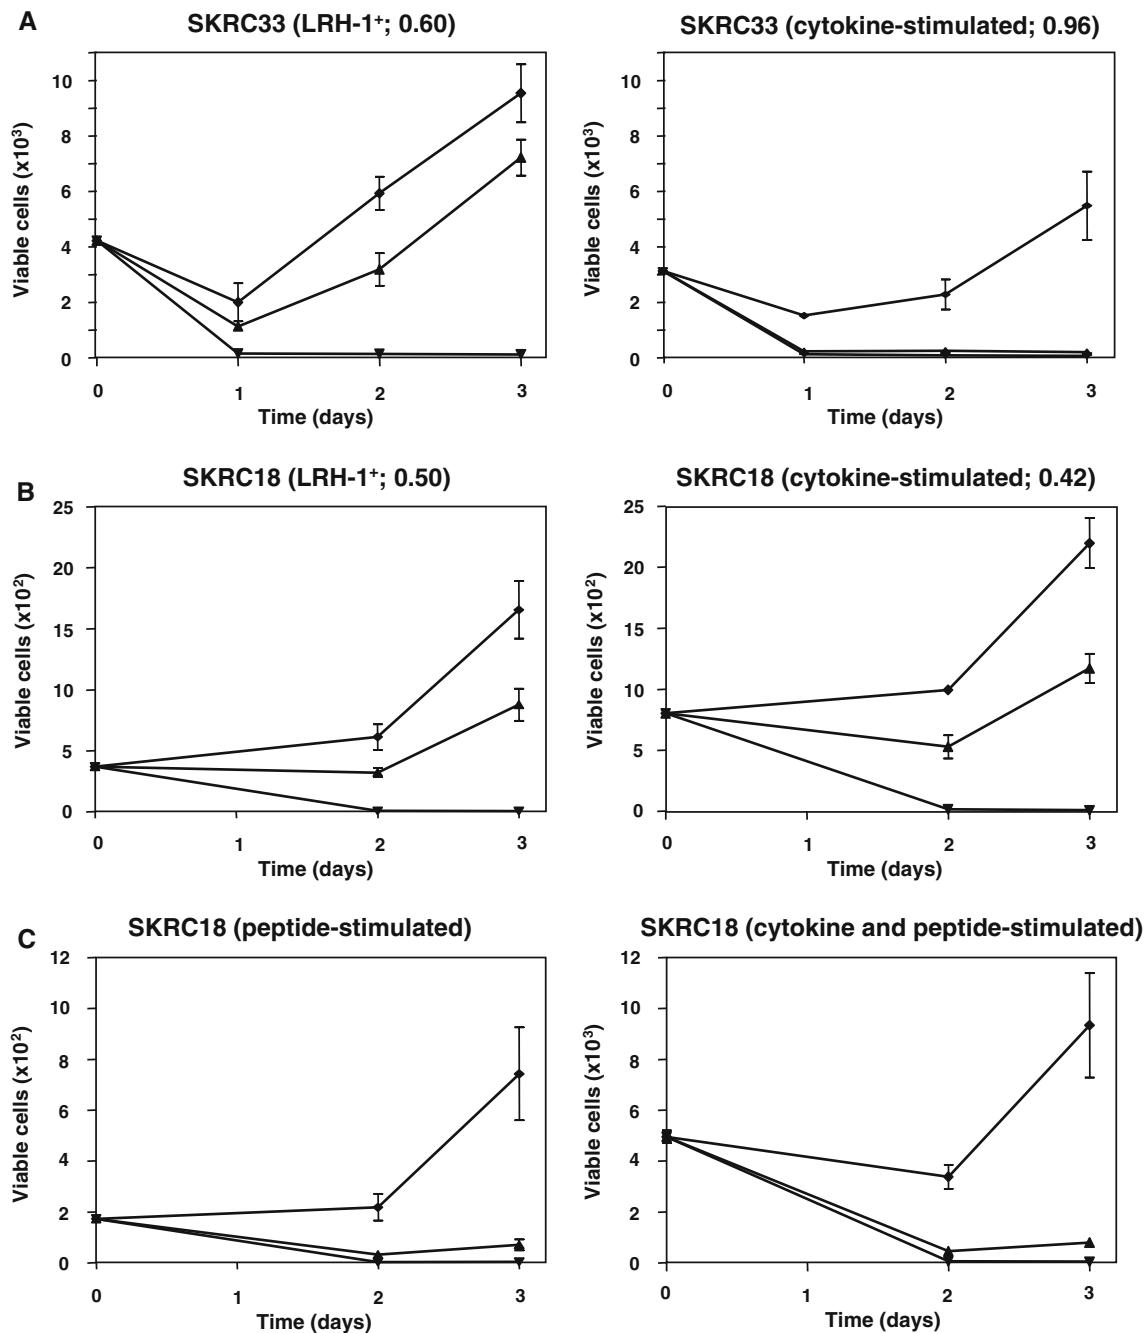 A
SKRC33 (LRH-1⁺; 0.60)
Viable cells (x10³)
10
8
6
4
2
0
0 1 2 3
Time (days)
SKRC33 (cytokine-stimulated; 0.96)
Viable cells (x10³)
10
8
6
4
2
0
0 1 2 3
Time (days)
B
SKRC18 (LRH-1⁺; 0.50)
Viable cells (x10²)
25
20
15
10
5
0
0 1 2 3
Time (days)
SKRC18 (cytokine-stimulated; 0.42)
Viable cells (x10²)
25
20
15
10
5
0
0 1 2 3
Time (days)
C
SKRC18 (peptide-stimulated)
Viable cells (x10²)
12
10
8
6
4
2
0
0 1 2 3
Time (days)
SKRC18 (cytokine and peptide-stimulated)
Viable cells (x10³)
12
10
8
6
4
2
0
0 1 2 3
Time (days)